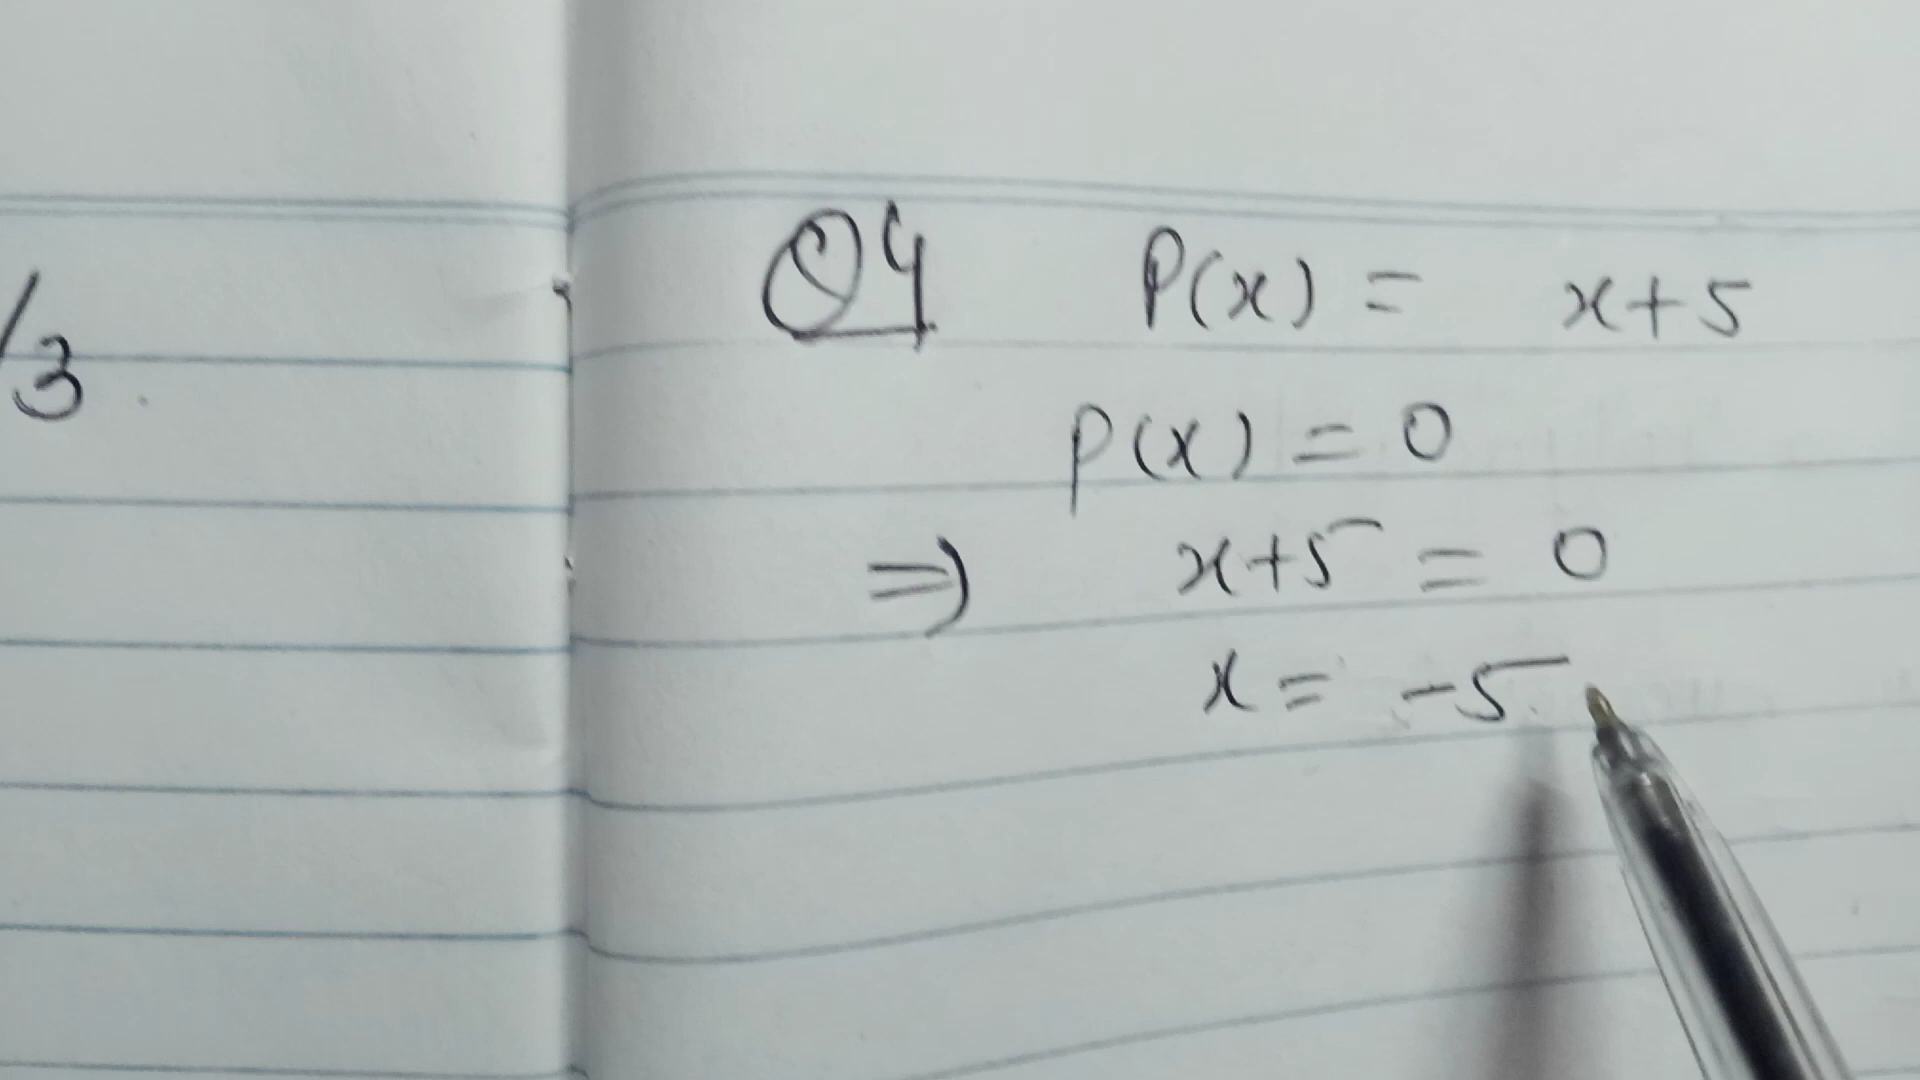 /3.
Q4 P(x) = x+5
P(x) = 0
⇒ x+5 = 0
x = -5